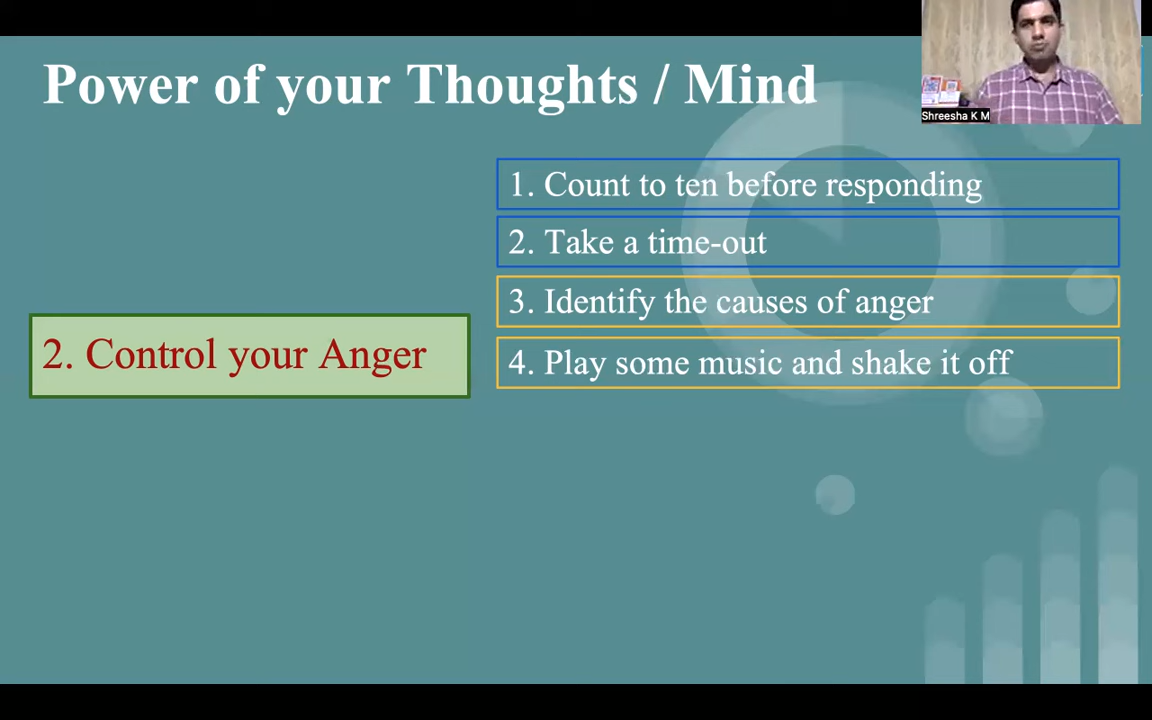 Power of your Thoughts / Mind
Shreesha K M
1. Count to ten before responding
2. Take a time-out
3. Identify the causes of anger
2. Control your Anger
4. Play some music and shake it off